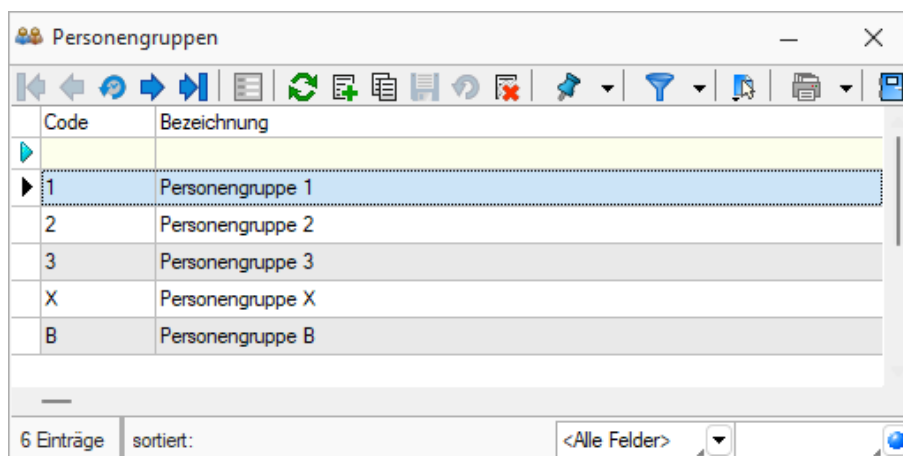 Personengruppen
Code Bezeichnung
1 Personengruppe 1
2 Personengruppe 2
3 Personengruppe 3
X Personengruppe X
B Personengruppe B
6 Einträge sortiert: <Alle Felder>